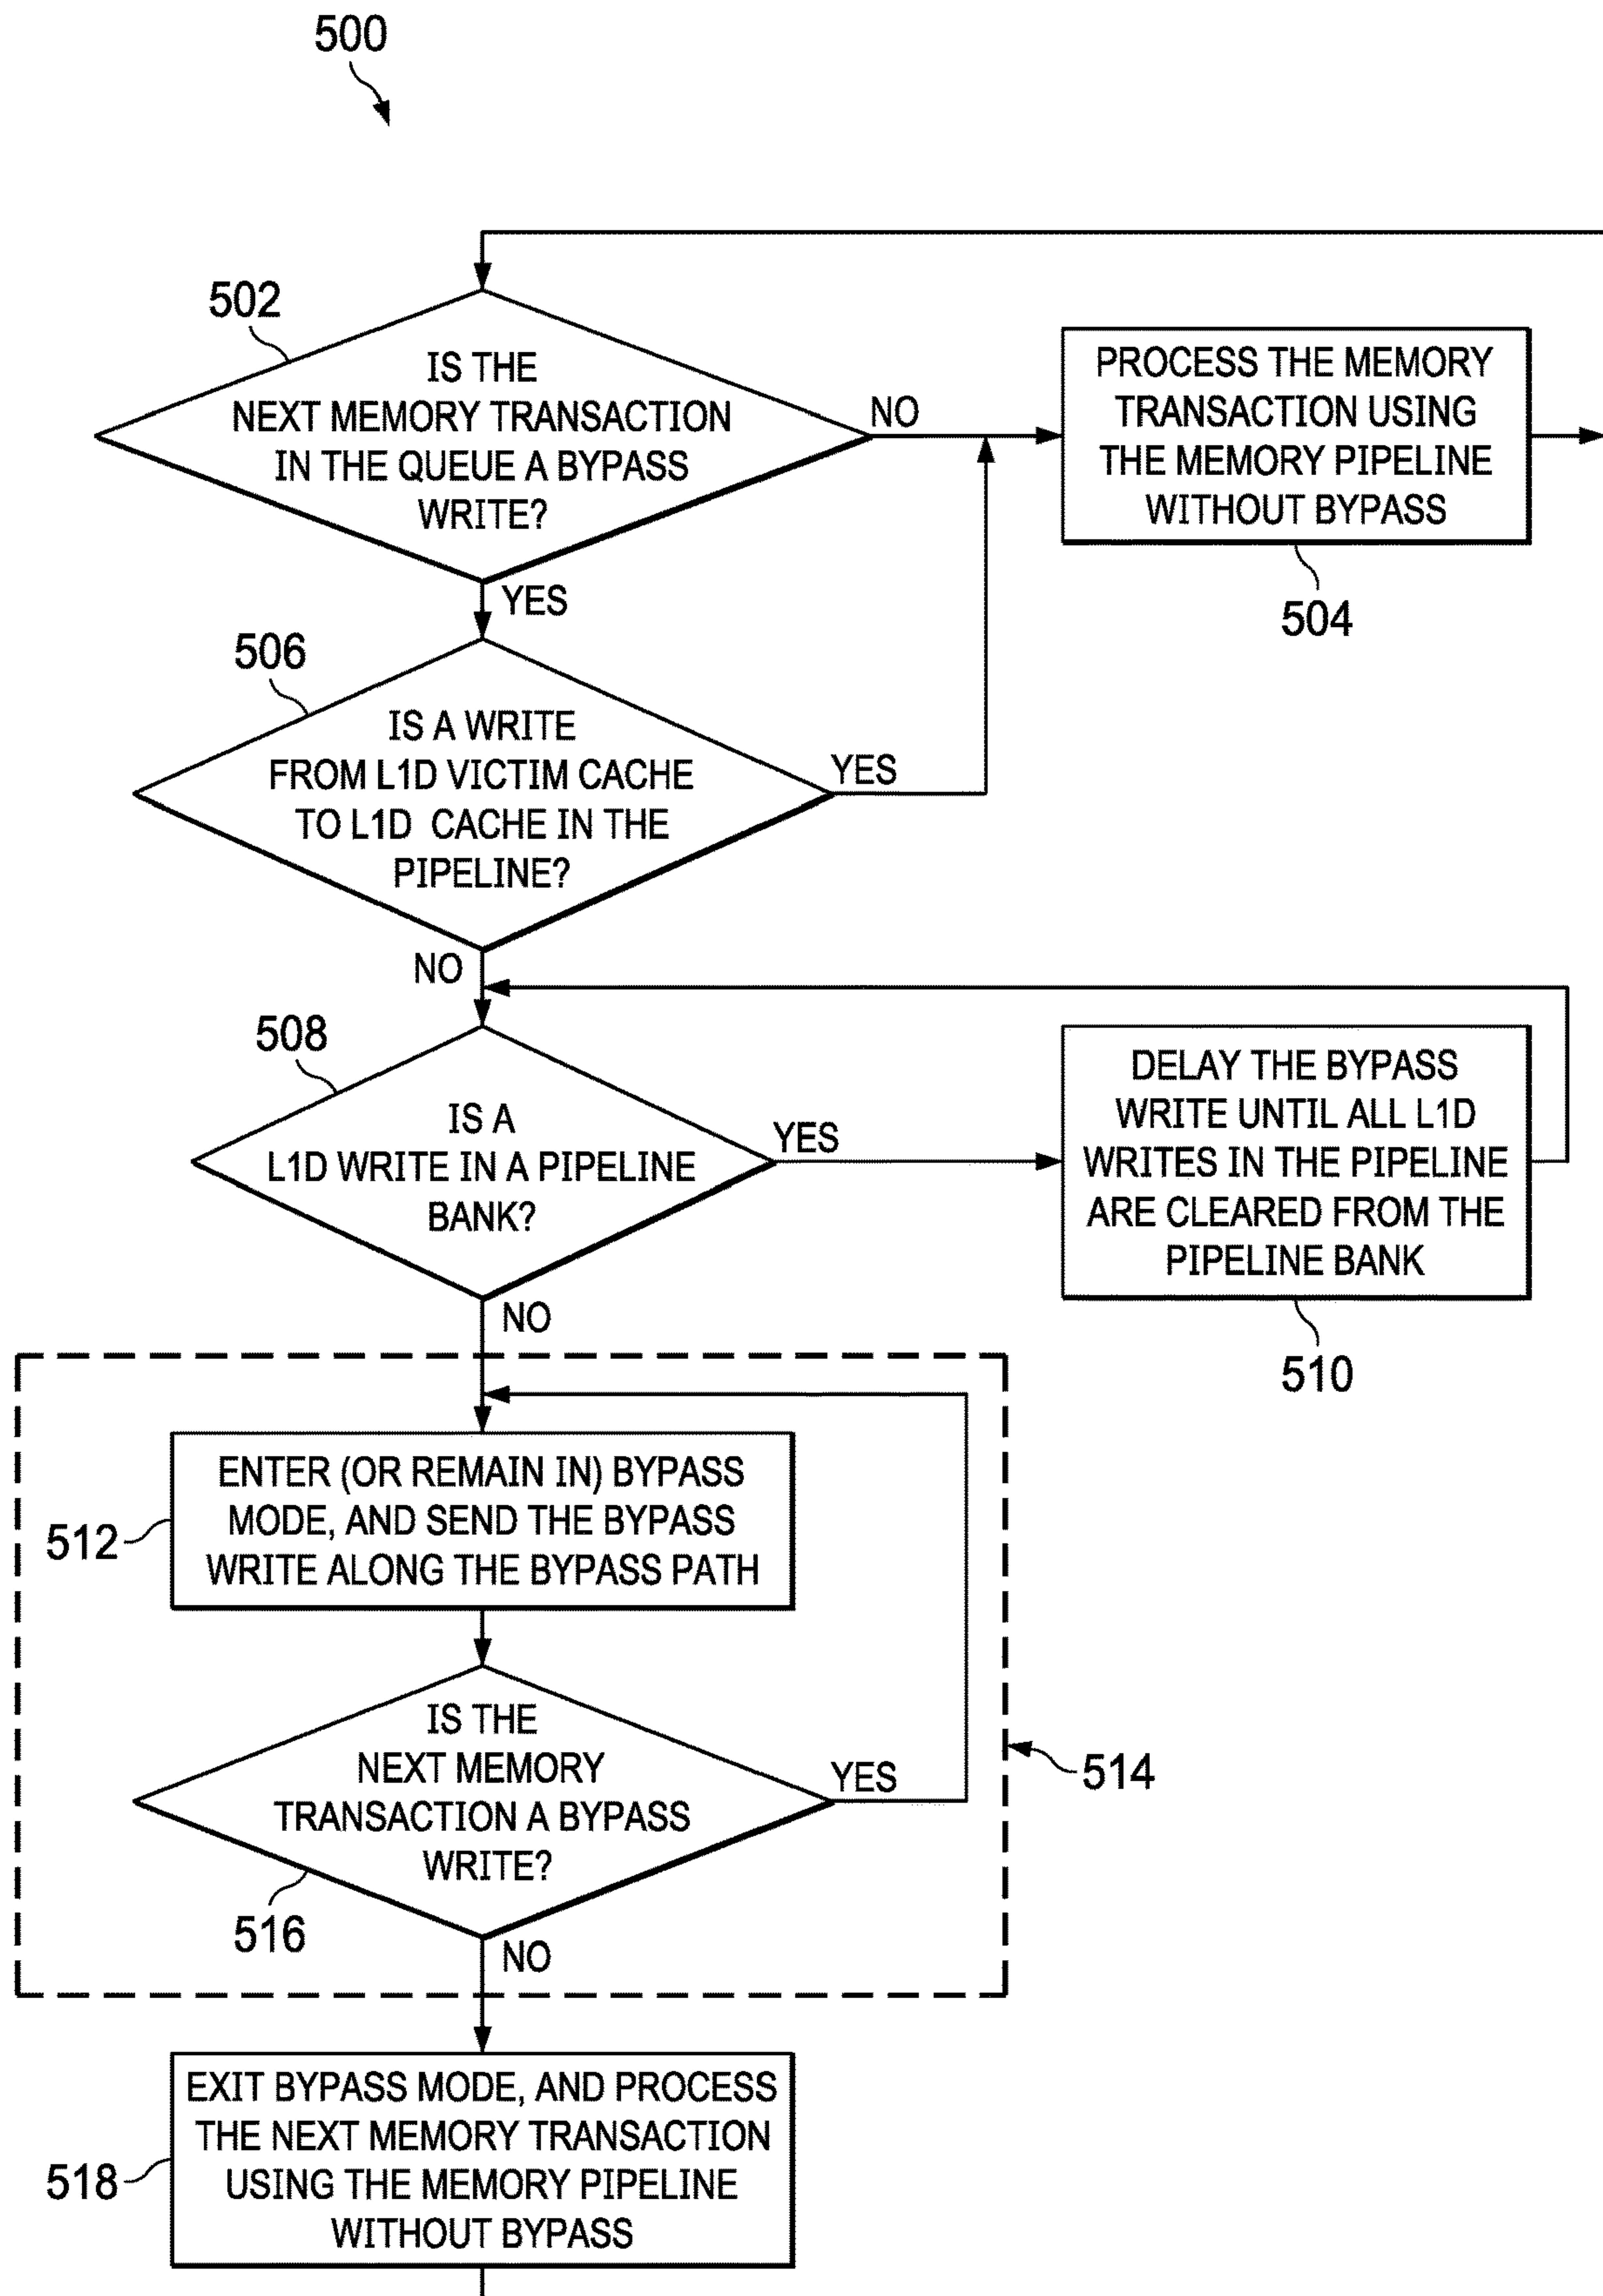 500
502
IS THE
NEXT MEMORY TRANSACTION
IN THE QUEUE A BYPASS
WRITE?
NO
PROCESS THE MEMORY
TRANSACTION USING
THE MEMORY PIPELINE
WITHOUT BYPASS
504
YES
506
IS A WRITE
FROM L1D VICTIM CACHE
TO L1D CACHE IN THE
PIPELINE?
YES
NO
508
IS A
L1D WRITE IN A PIPELINE
BANK?
YES
DELAY THE BYPASS
WRITE UNTIL ALL L1D
WRITES IN THE PIPELINE
ARE CLEARED FROM THE
PIPELINE BANK
510
NO
512
ENTER (OR REMAIN IN) BYPASS
MODE, AND SEND THE BYPASS
WRITE ALONG THE BYPASS PATH
514
IS THE
NEXT MEMORY
TRANSACTION A BYPASS
WRITE?
YES
516
NO
518
EXIT BYPASS MODE, AND PROCESS
THE NEXT MEMORY TRANSACTION
USING THE MEMORY PIPELINE
WITHOUT BYPASS